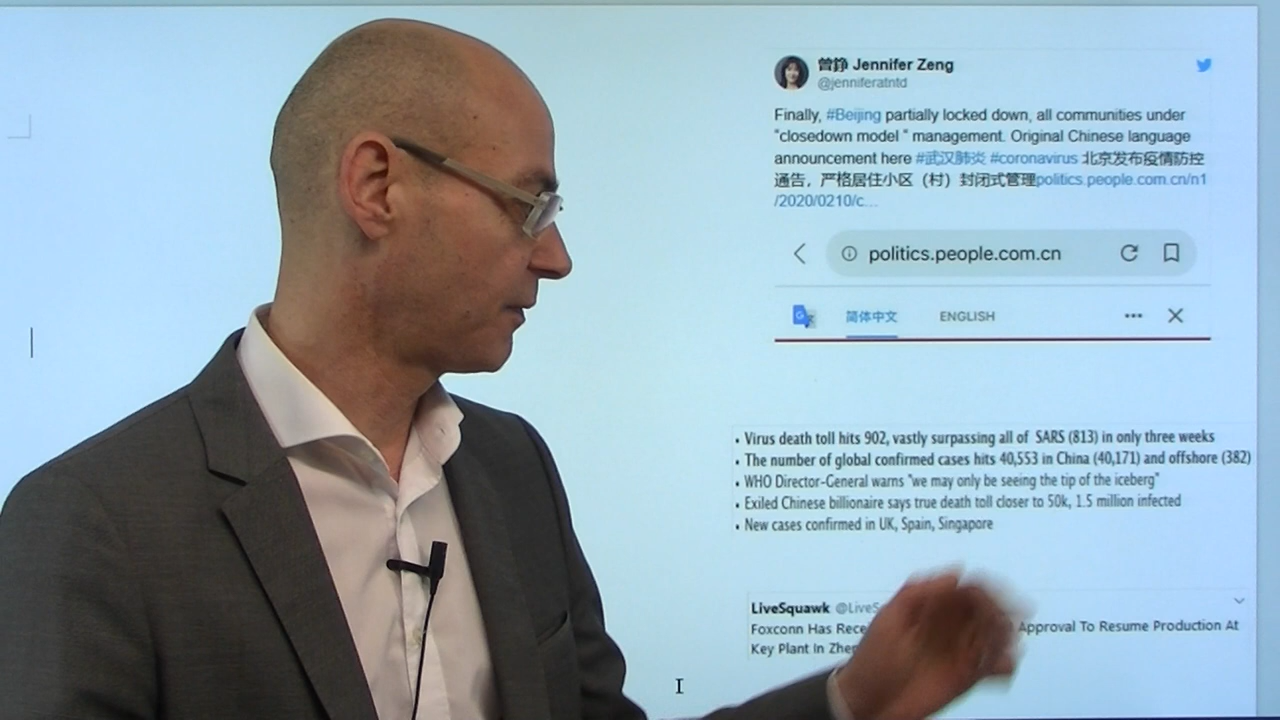 曾錚 Jennifer Zeng
@jenniferatntd
Finally, #Beijing partially locked down, all communities under
"closedown model " management. Original Chinese language
announcement here #武汉肺炎 #coronavirus 北京发布疫情防控
通告，严格居住小区（村）封闭式管理politics.people.com.cn/n1
/2020/0210/c…
politics.people.com.cn
简体中文 ENGLISH
• Virus death toll hits 902, vastly surpassing all of SARS (813) in only three weeks
• The number of global confirmed cases hits 40,553 in China (40,171) and offshore (382)
• WHO Director-General warns "we may only be seeing the tip of the iceberg"
• Exiled Chinese billionaire says true death toll closer to 50k, 1.5 million infected
• New cases confirmed in UK, Spain, Singapore
LiveSquawk
Foxconn Has Approval To Resume Production At
Key Plant In